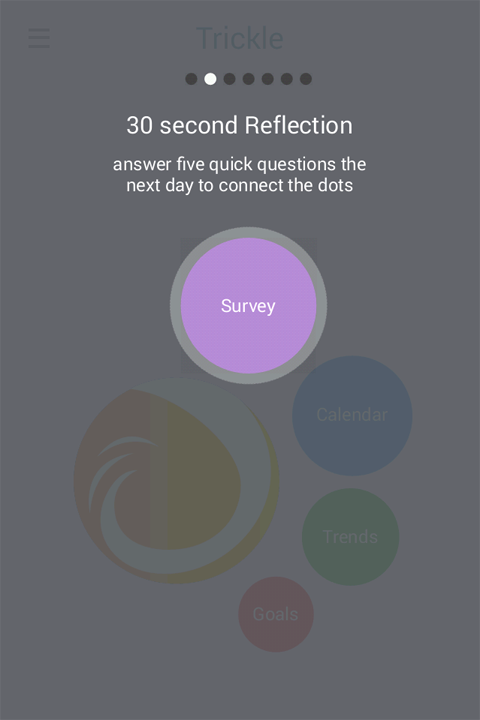 Trickle
30 second Reflection
answer five quick questions the
next day to connect the dots
Survey
Calendar
Trends
Goals